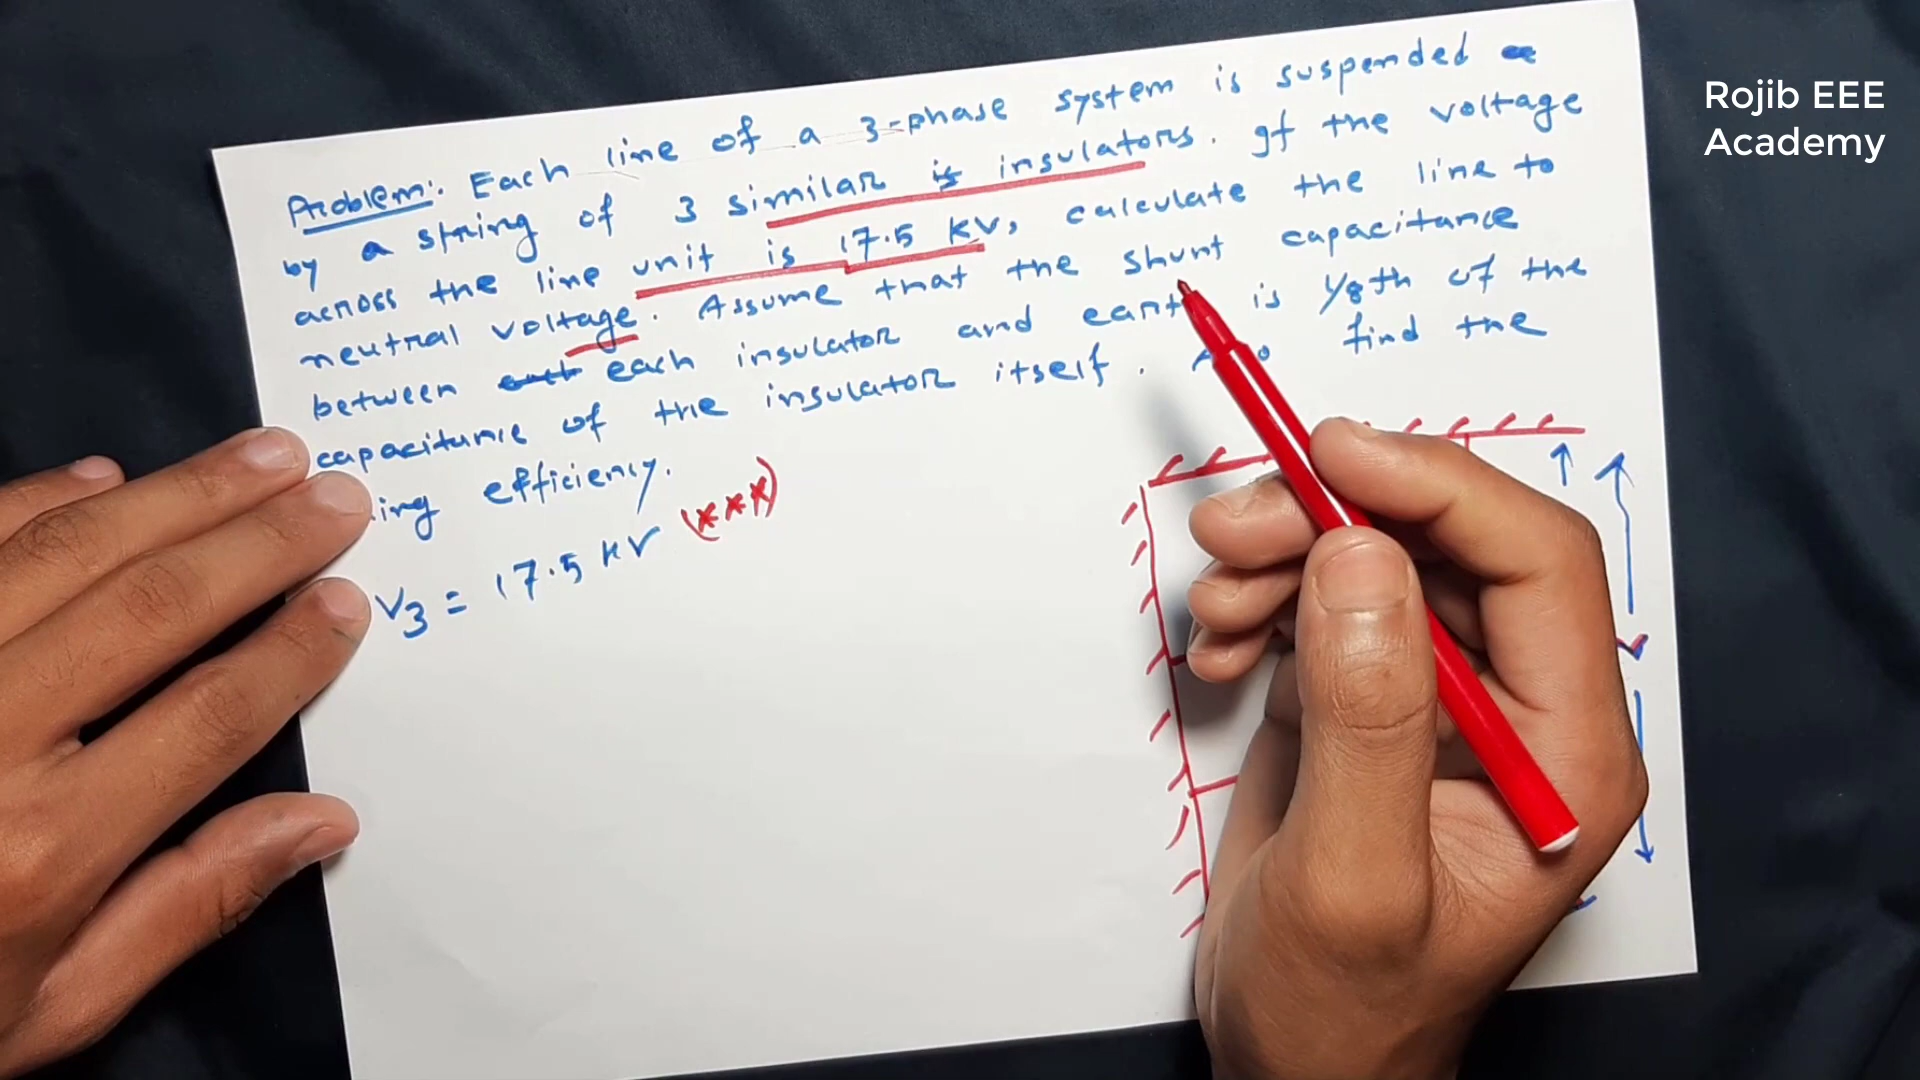 Problem: Each line of a 3-phase system is suspended
by a string of 3 similar insulators. If the voltage
across the line unit is 17.5 KV, calculate the line to
neutral voltage. Assume that the shunt capacitance
between each insulator and earth is 1/8th of the
capacitance of the insulator itself. find the
efficiency.
V3 = 17.5 KV (***)
Rojib EEE
Academy